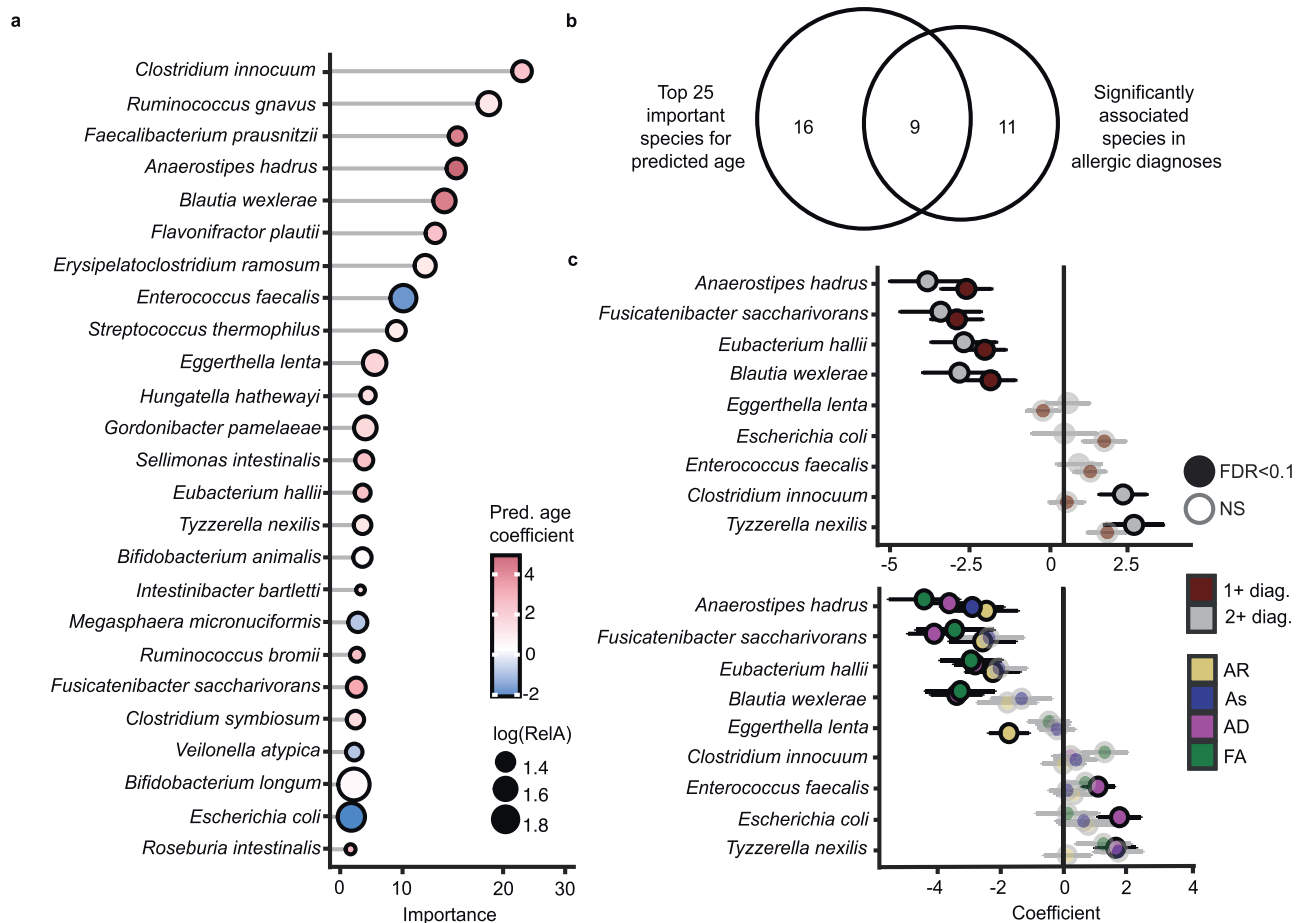 a
Clostridium innocuum
Ruminococcus gnavus
Faecalibacterium prausnitzii
Anaerostipes hadrus
Blautia wexlerae
Flavonifractor plautii
Erysipelatoclostridium ramosum
Enterococcus faecalis
Streptococcus thermophilus
Eggerthella lenta
Hungatella hathewayi
Gordonibacter pamelaeae
Sellimonas intestinalis
Eubacterium hallii
Tyzzerella nexilis
Bifidobacterium animalis
Intestinibacter bartletti
Megasphaera micronuciformis
Ruminococcus bromii
Fusicatenibacter saccharivorans
Clostridium symbiosum
Veilonella atypica
Bifidobacterium longum
Escherichia coli
Roseburia intestinalis
0 10 20 30
Importance
Pred. age
coefficient
4
2
0
-2
log(RelA)
1.4
1.6
1.8
b
Top 25
important
species for
predicted age
16 9 11
Significantly
associated
species in
allergic diagnoses
c
Anaerostipes hadrus
Fusicatenibacter saccharivorans
Eubacterium hallii
Blautia wexlerae
Eggerthella lenta
Escherichia coli
Enterococcus faecalis
Clostridium innocuum
Tyzzerella nexilis
-5 -2.5 0 2.5
FDR<0.1
NS
1+ diag.
2+ diag.
Anaerostipes hadrus
Fusicatenibacter saccharivorans
Eubacterium hallii
Blautia wexlerae
Eggerthella lenta
Clostridium innocuum
Enterococcus faecalis
Escherichia coli
Tyzzerella nexilis
-4 -2 0 2 4
Coefficient
AR
As
AD
FA